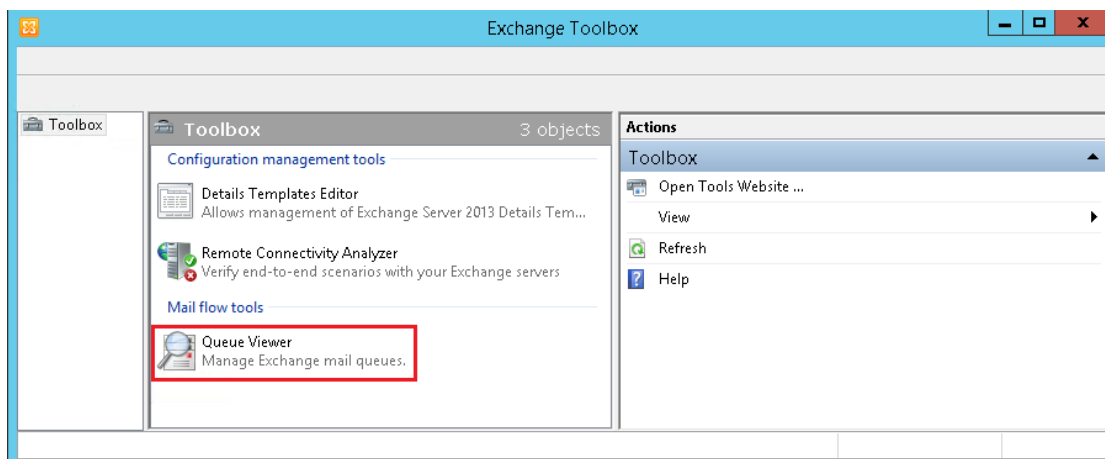 Exchange Toolbox
Toolbox
Toolbox 3 objects
Configuration management tools
Details Templates Editor
Allows management of Exchange Server 2013 Details Tem...
Remote Connectivity Analyzer
Verify end-to-end scenarios with your Exchange servers
Mail flow tools
Queue Viewer
Manage Exchange mail queues.
Actions
Toolbox
Open Tools Website ...
View
Refresh
Help